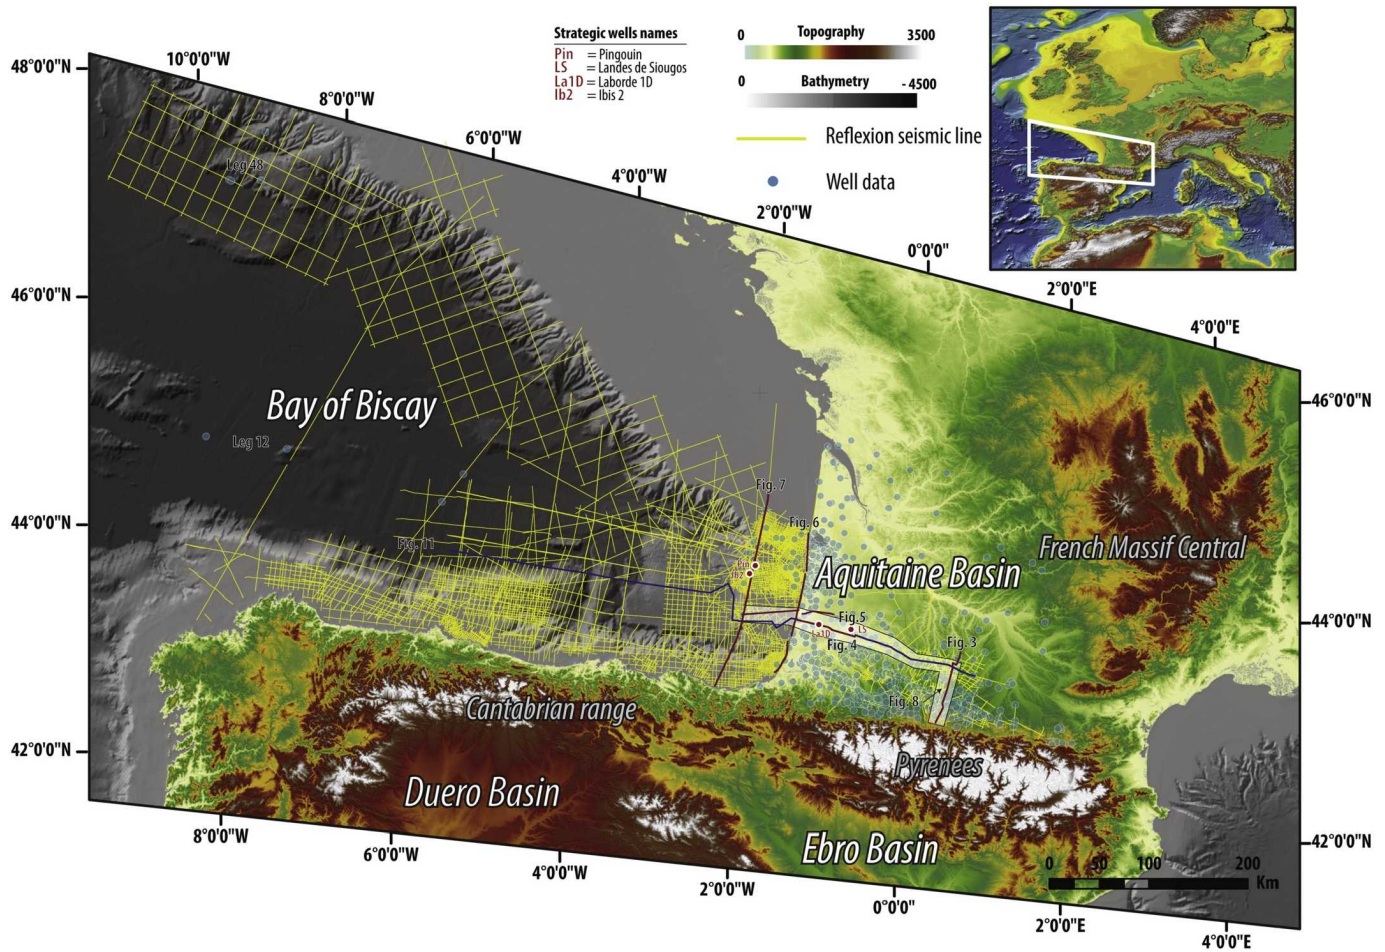 Strategic wells names
Pin = Pingouin
LS = Landes de Siougos
La1D = Laborde 1D
Ib2 = Ibis 2
0 Topography 3500
0 Bathymetry -4500
Reflexion seismic line
Well data
48°0'0"N
10°0'0"W
8°0'0"W
6°0'0"W
4°0'0"W
2°0'0"W
0°0'0"
2°0'0"E
4°0'0"E
46°0'0"N
44°0'0"N
42°0'0"N
46°0'0"N
44°0'0"N
42°0'0"N
Leg 48
Bay of Biscay
Leg 12
Fig. 7
Fig. 6
Fig. 11
Pin
Ib2
Aquitaine Basin
French Massif Central
Fig.5
La1D
LS
Fig. 4
Fig. 3
Fig. 8
Cantabrian range
Pyrenees
Duero Basin
Ebro Basin
0 50 100 200
Km
8°0'0"W
6°0'0"W
4°0'0"W
2°0'0"W
0°0'0"
2°0'0"E
4°0'0"E